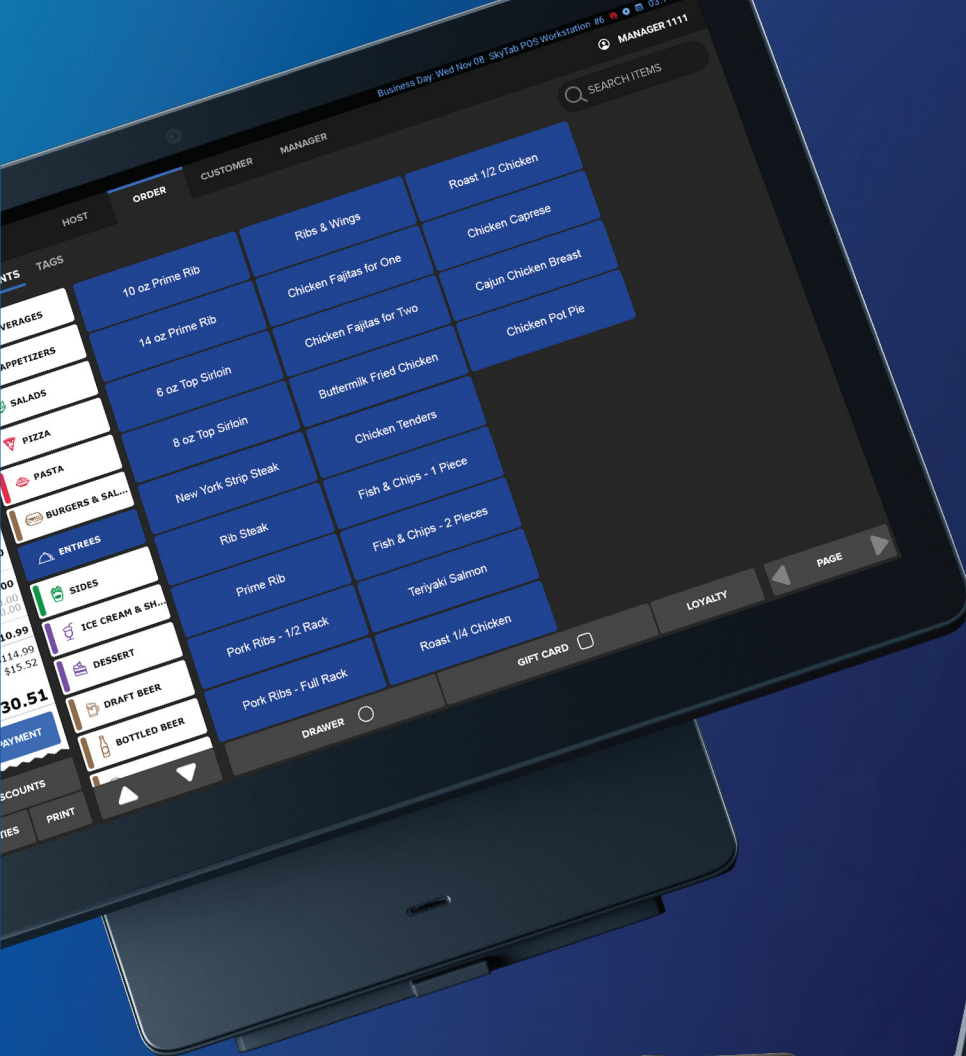 Business Day: Wed Nov 08 SkyTab POS Workstation #6
MANAGER 1111
SEARCH ITEMS
HOST
ORDER
CUSTOMER
MANAGER
TAGS
APPETIZERS
SALADS
PIZZA
PASTA
BURGERS & SAL...
ENTREES
SIDES
ICE CREAM & SH...
DESSERT
DRAFT BEER
BOTTLED BEER
10 oz Prime Rib
14 oz Prime Rib
6 oz Top Sirloin
8 oz Top Sirloin
New York Strip Steak
Rib Steak
Prime Rib
Pork Ribs - 1/2 Rack
Pork Ribs - Full Rack
Ribs & Wings
Chicken Fajitas for One
Chicken Fajitas for Two
Buttermilk Fried Chicken
Chicken Tenders
Fish & Chips - 1 Piece
Fish & Chips - 2 Pieces
Teriyaki Salmon
Roast 1/4 Chicken
Roast 1/2 Chicken
Chicken Caprese
Cajun Chicken Breast
Chicken Pot Pie
$15.52
30.51
PAYMENT
PRINT
DRAWER
GIFT CARD
LOYALTY
PAGE